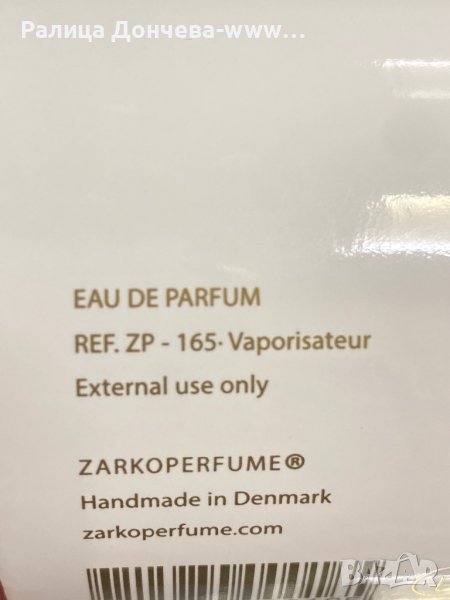 Ралица Дончева-www...
EAU DE PARFUM
REF. ZP - 165· Vaporisateur
External use only
ZARKOPERFUME®
Handmade in Denmark
zarkoperfume.com
BAZAR